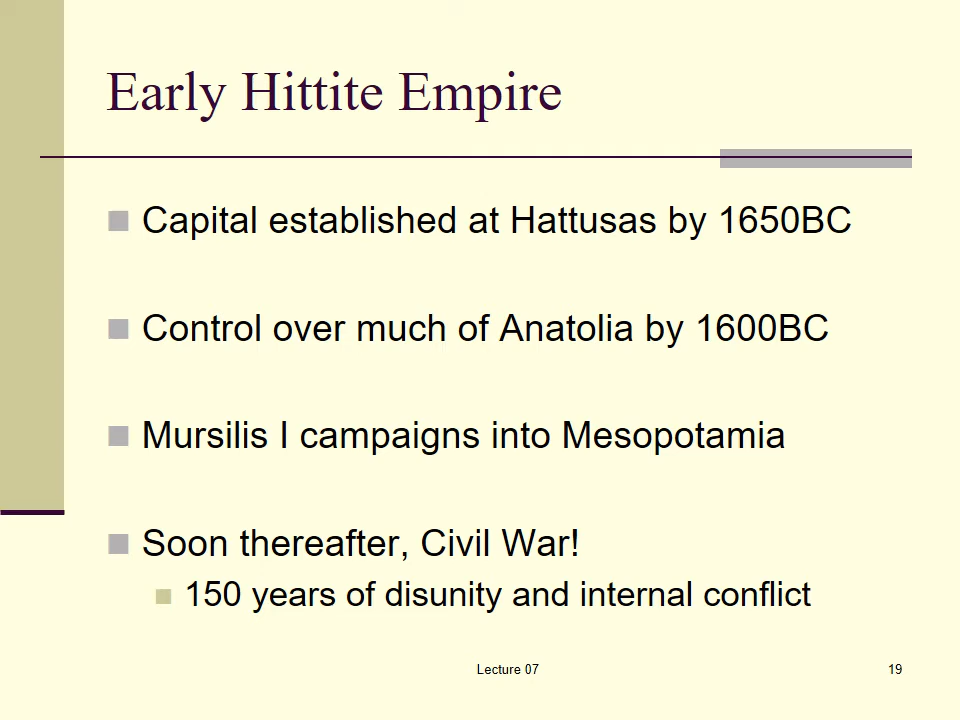 Early Hittite Empire
Capital established at Hattusas by 1650BC
Control over much of Anatolia by 1600BC
Mursilis I campaigns into Mesopotamia
Soon thereafter, Civil War!
150 years of disunity and internal conflict
Lecture 07
19